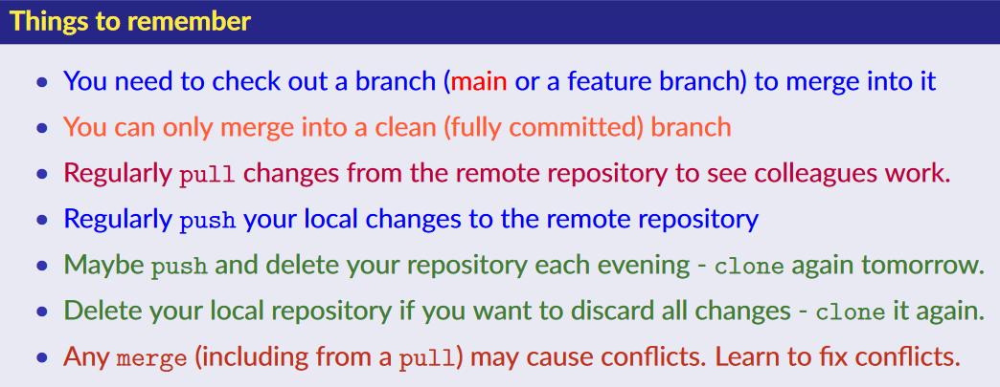 Things to remember
• You need to check out a branch (main or a feature branch) to merge into it
• You can only merge into a clean (fully committed) branch
• Regularly pull changes from the remote repository to see colleagues work.
• Regularly push your local changes to the remote repository
• Maybe push and delete your repository each evening - clone again tomorrow.
• Delete your local repository if you want to discard all changes - clone it again.
• Any merge (including from a pull) may cause conflicts. Learn to fix conflicts.